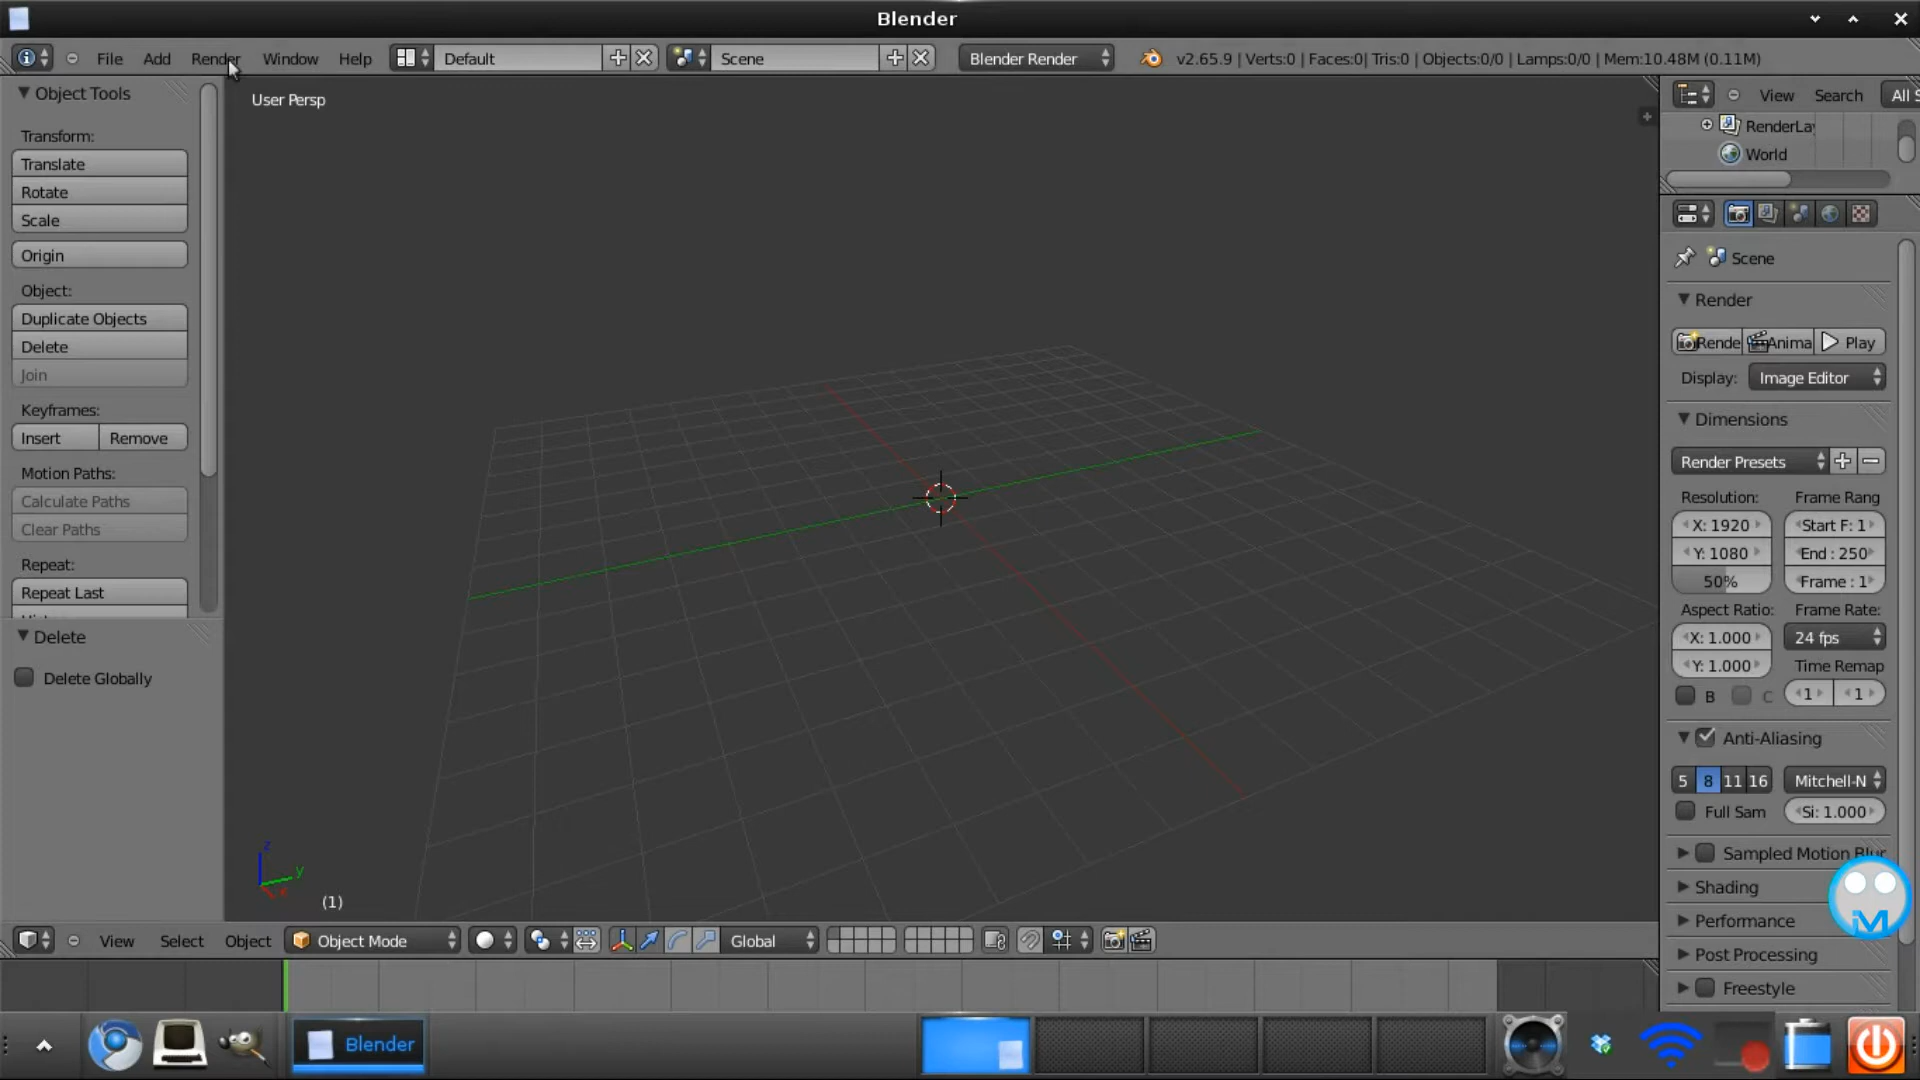 Blender
File Add Render Window Help Default Scene Blender Render v2.65.9 | Verts:0 | Faces:0| Tris:0 | Objects:0/0 | Lamps:0/0 | Mem:10.48M (0.11M)
Object Tools
Transform:
Translate
Rotate
Scale
Origin
Object:
Duplicate Objects
Delete
Join
Keyframes:
Insert Remove
Motion Paths:
Calculate Paths
Clear Paths
Repeat:
Repeat Last
Delete
Delete Globally
User Persp
z
y
x
(1)
View Search All S
RenderLay
World
Scene
Render
Rende Anima Play
Display: Image Editor
Dimensions
Render Presets
Resolution: Frame Rang
X: 1920 Start F: 1
Y: 1080 End : 250
50% Frame : 1
Aspect Ratio: Frame Rate:
X: 1.000 24 fps
Y: 1.000 Time Remap
B C 1 1
Anti-Aliasing
5 8 11 16 Mitchell-N
Full Sam Si: 1.000
Sampled Motion Blur
Shading
Performance
Post Processing
Freestyle
iM
View Select Object Object Mode Global
Blender